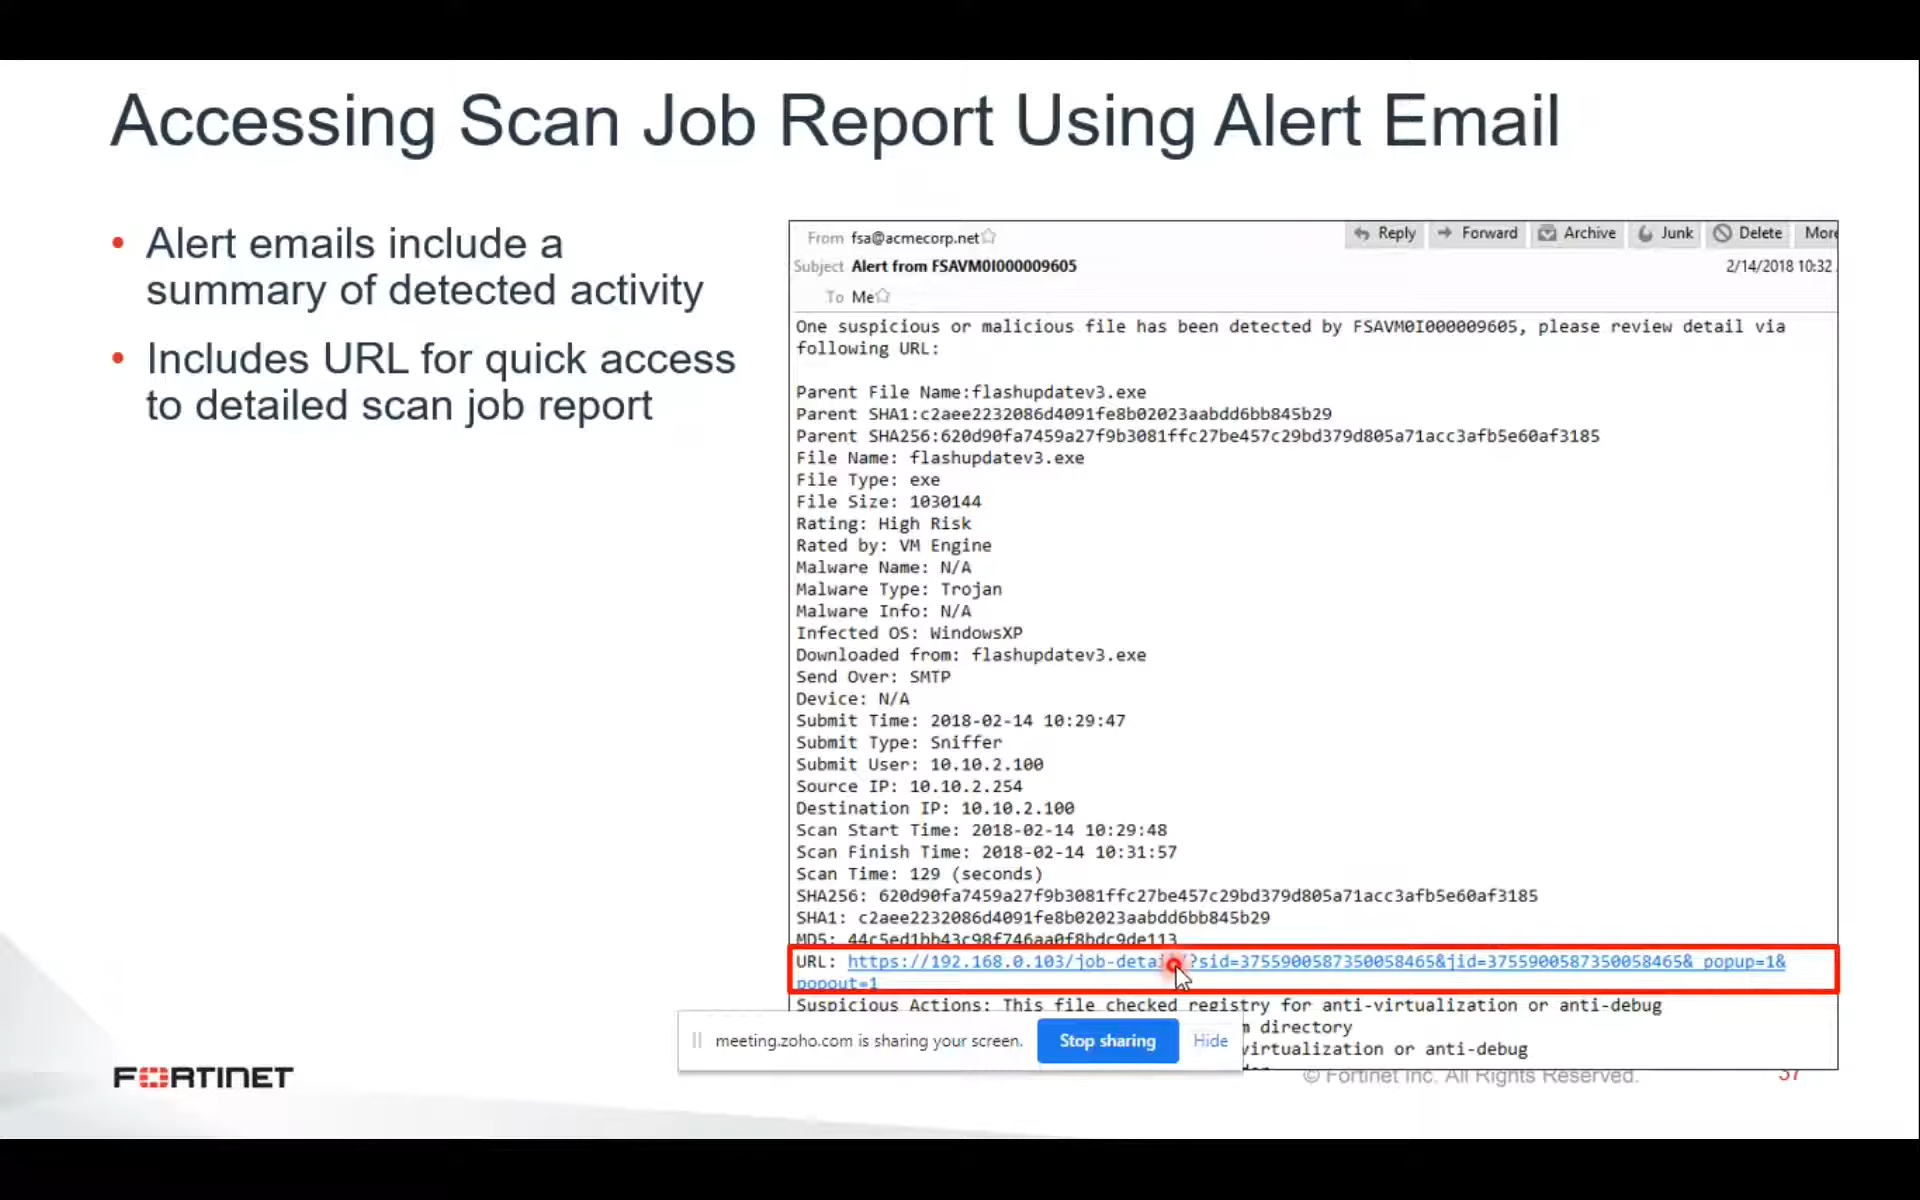 Accessing Scan Job Report Using Alert Email
• Alert emails include a
summary of detected activity
• Includes URL for quick access
to detailed scan job report
From fsa@acmecorp.net
Reply
Forward
Archive
Junk
Delete
More
Subject Alert from FSAVM0I000009605
2/14/2018 10:32
To Me
One suspicious or malicious file has been detected by FSAVM0I000009605, please review detail via
following URL:
Parent File Name:flashupdatev3.exe
Parent SHA1:c2aee2232086d4091fe8b02023aabdd6bb845b29
Parent SHA256:620d90fa7459a27f9b3081ffc27be457c29bd379d805a71acc3afb5e60af3185
File Name: flashupdatev3.exe
File Type: exe
File Size: 1030144
Rating: High Risk
Rated by: VM Engine
Malware Name: N/A
Malware Type: Trojan
Malware Info: N/A
Infected OS: WindowsXP
Downloaded from: flashupdatev3.exe
Send Over: SMTP
Device: N/A
Submit Time: 2018-02-14 10:29:47
Submit Type: Sniffer
Submit User: 10.10.2.100
Source IP: 10.10.2.254
Destination IP: 10.10.2.100
Scan Start Time: 2018-02-14 10:29:48
Scan Finish Time: 2018-02-14 10:31:57
Scan Time: 129 (seconds)
SHA256: 620d90fa7459a27f9b3081ffc27be457c29bd379d805a71acc3afb5e60af3185
SHA1: c2aee2232086d4091fe8b02023aabdd6bb845b29
MD5: 44c5ed1bb43c98f746aa0f8bdc9de113
URL: https://192.168.0.103/job-detail/?sid=3755900587350058465&jid=3755900587350058465&_popup=1&
popout=1
Suspicious Actions: This file checked registry for anti-virtualization or anti-debug
directory
virtualization or anti-debug
meeting.zoho.com is sharing your screen.
Stop sharing
Hide
FORTINET
© Fortinet Inc. All Rights Reserved.
37